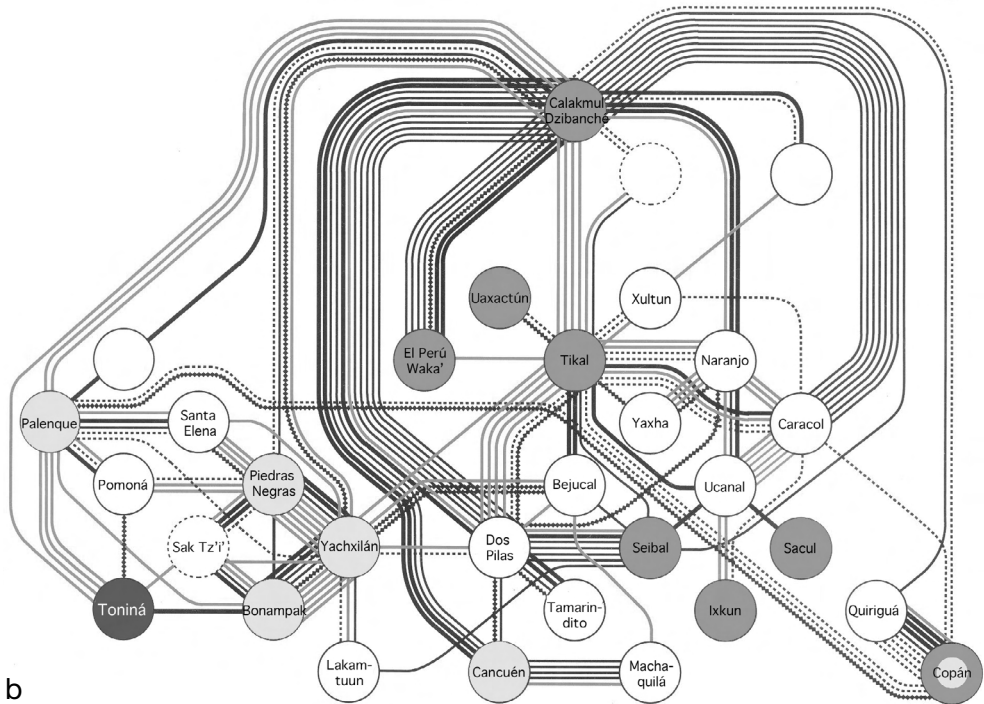 Calakmul
Dzibanché
Uaxactún
Xultun
El Perú
Waka'
Tikal
Naranjo
Palenque
Santa
Elena
Yaxha
Caracol
Pomoná
Piedras
Negras
Bejucal
Ucanal
Sak Tz'i'
Yachxilán
Dos
Pilas
Seibal
Sacul
Toniná
Bonampak
Tamarin-
dito
Ixkun
Quiriguá
Lakam-
tuun
Cancuén
Macha-
quilá
Copán
b